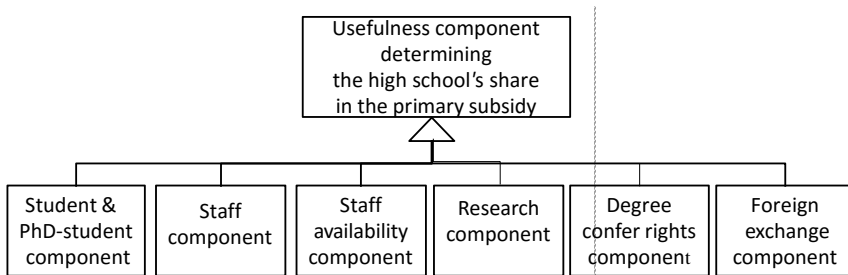 Usefulness component
determining
the high school's share
in the primary subsidy
Student &
PhD-student
component
Staff
component
Staff
availability
component
Research
component
Degree
confer rights
component
Foreign
exchange
component